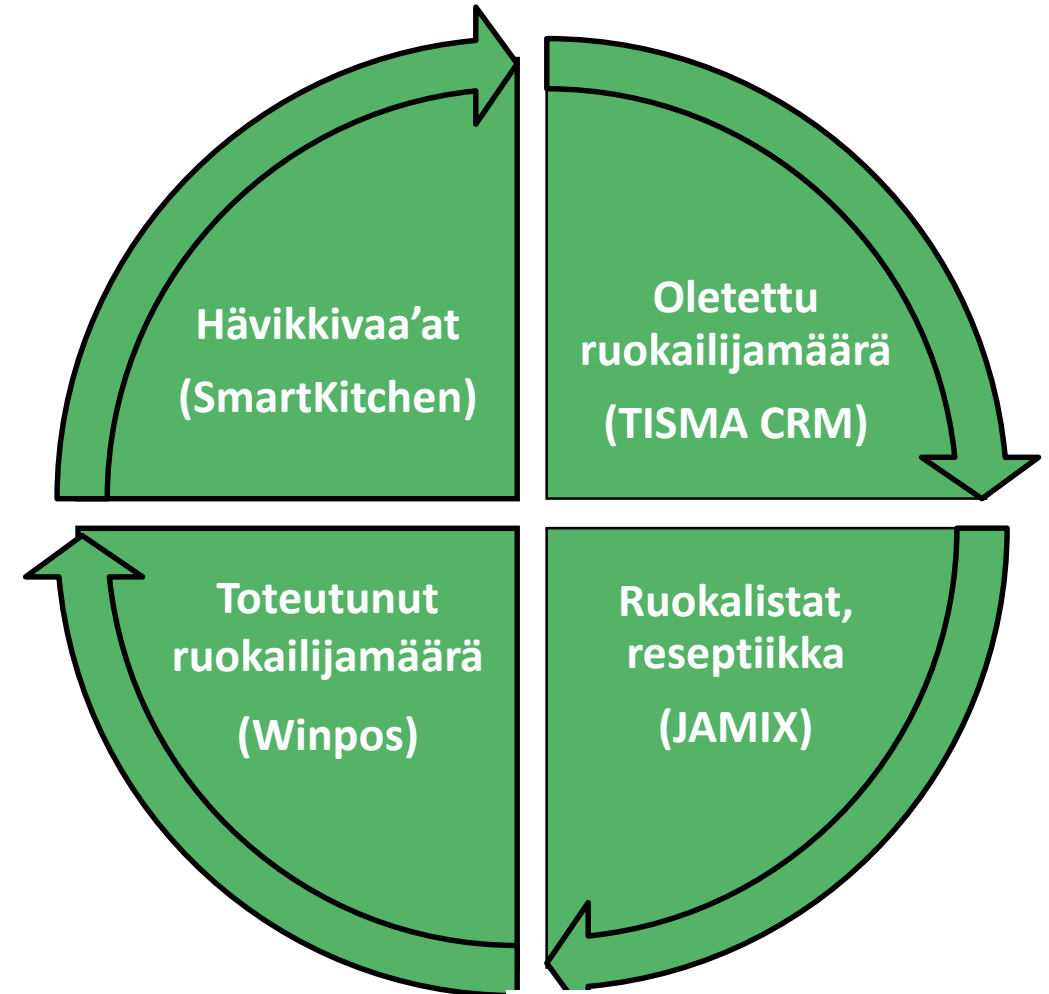 Hävikkivaa’at
(SmartKitchen)
Oletettu
ruokailijamäärä
(TISMA CRM)
Toteutunut
ruokailijamäärä
(Winpos)
Ruokalistat,
reseptiikka
(JAMIX)